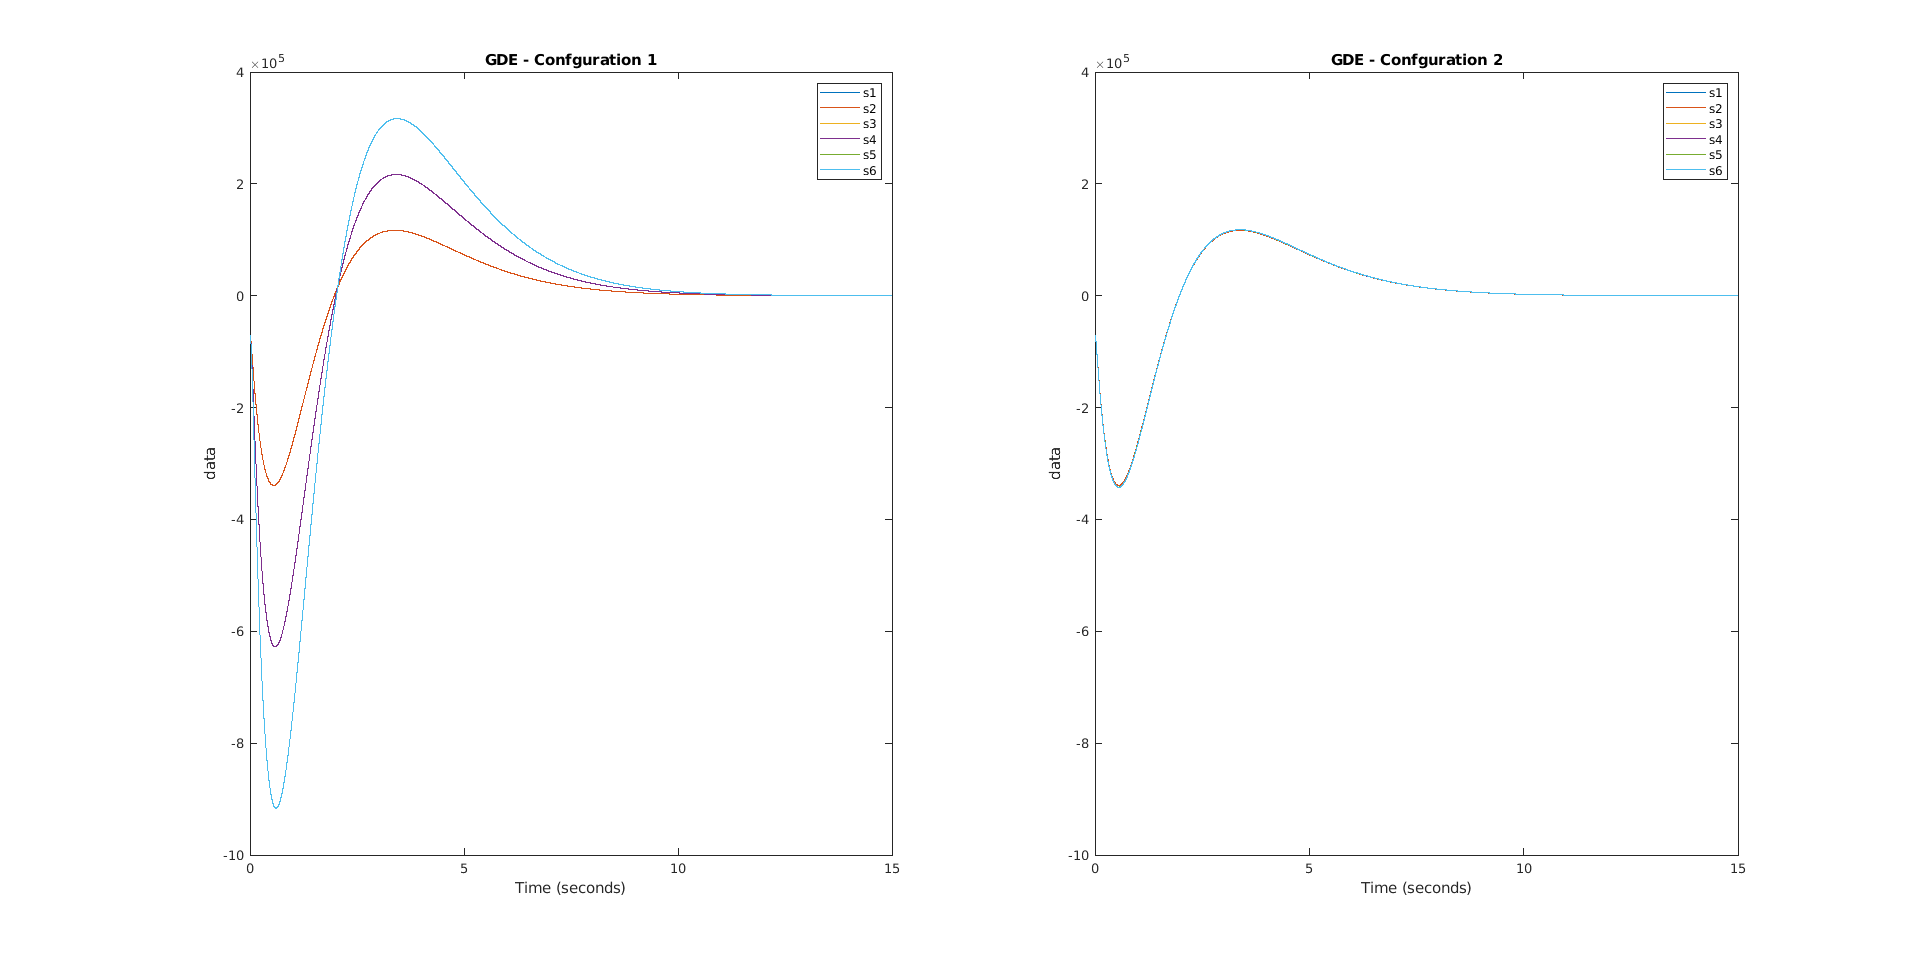 GDE - Confguration 1
×10^5
4
2
0
-2
-4
-6
-8
-10
data
0 5 10 15
Time (seconds)
s1
s2
s3
s4
s5
s6
GDE - Confguration 2
×10^5
4
2
0
-2
-4
-6
-8
-10
data
0 5 10 15
Time (seconds)
s1
s2
s3
s4
s5
s6